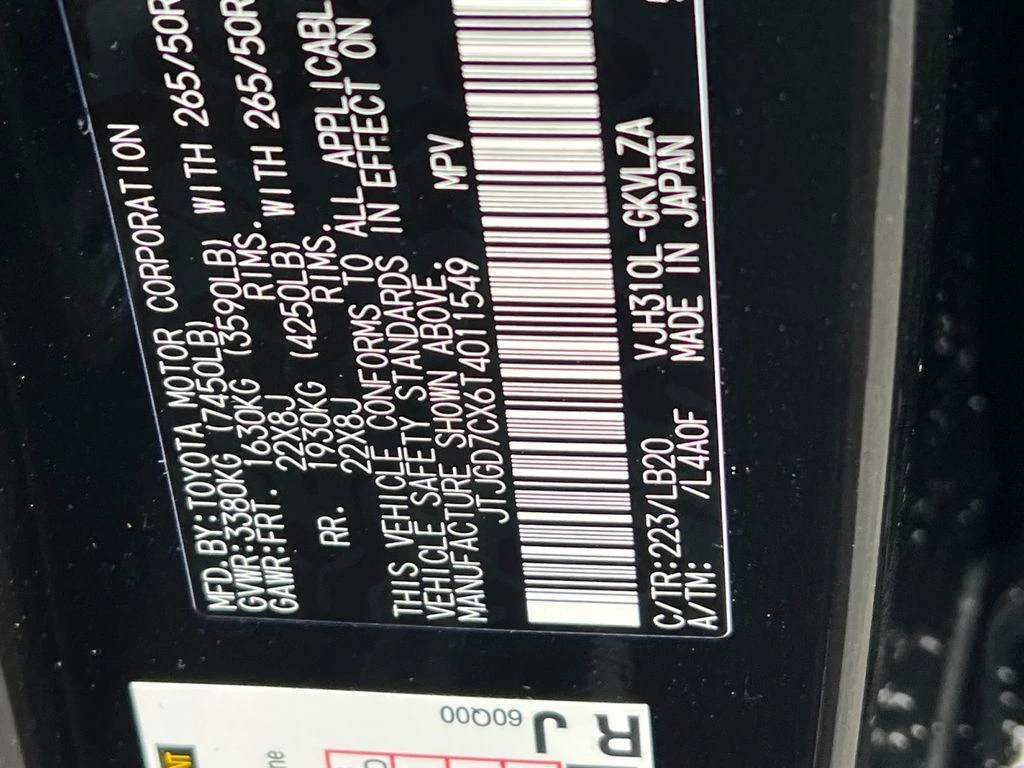 MFD.BY:TOYOTA MOTOR CORPORATION
GVWR:3380KG (7450LB)
GAWR:FRT. 1630KG (3590LB) WITH 265/50R
22X8J RIMS.
RR. 1930KG (4250LB) WITH 265/50R
22X8J RIMS.
THIS VEHICLE CONFORMS TO ALL APPLICABL
VEHICLE SAFETY STANDARDS IN EFFECT ON
MANUFACTURE SHOWN ABOVE.
JTJGD7CX6T4011549 MPV
C/TR:223/LB20 VJH310L-GKVLZA
A/TM: /L4A0F MADE IN JAPAN
60Q00
J
R